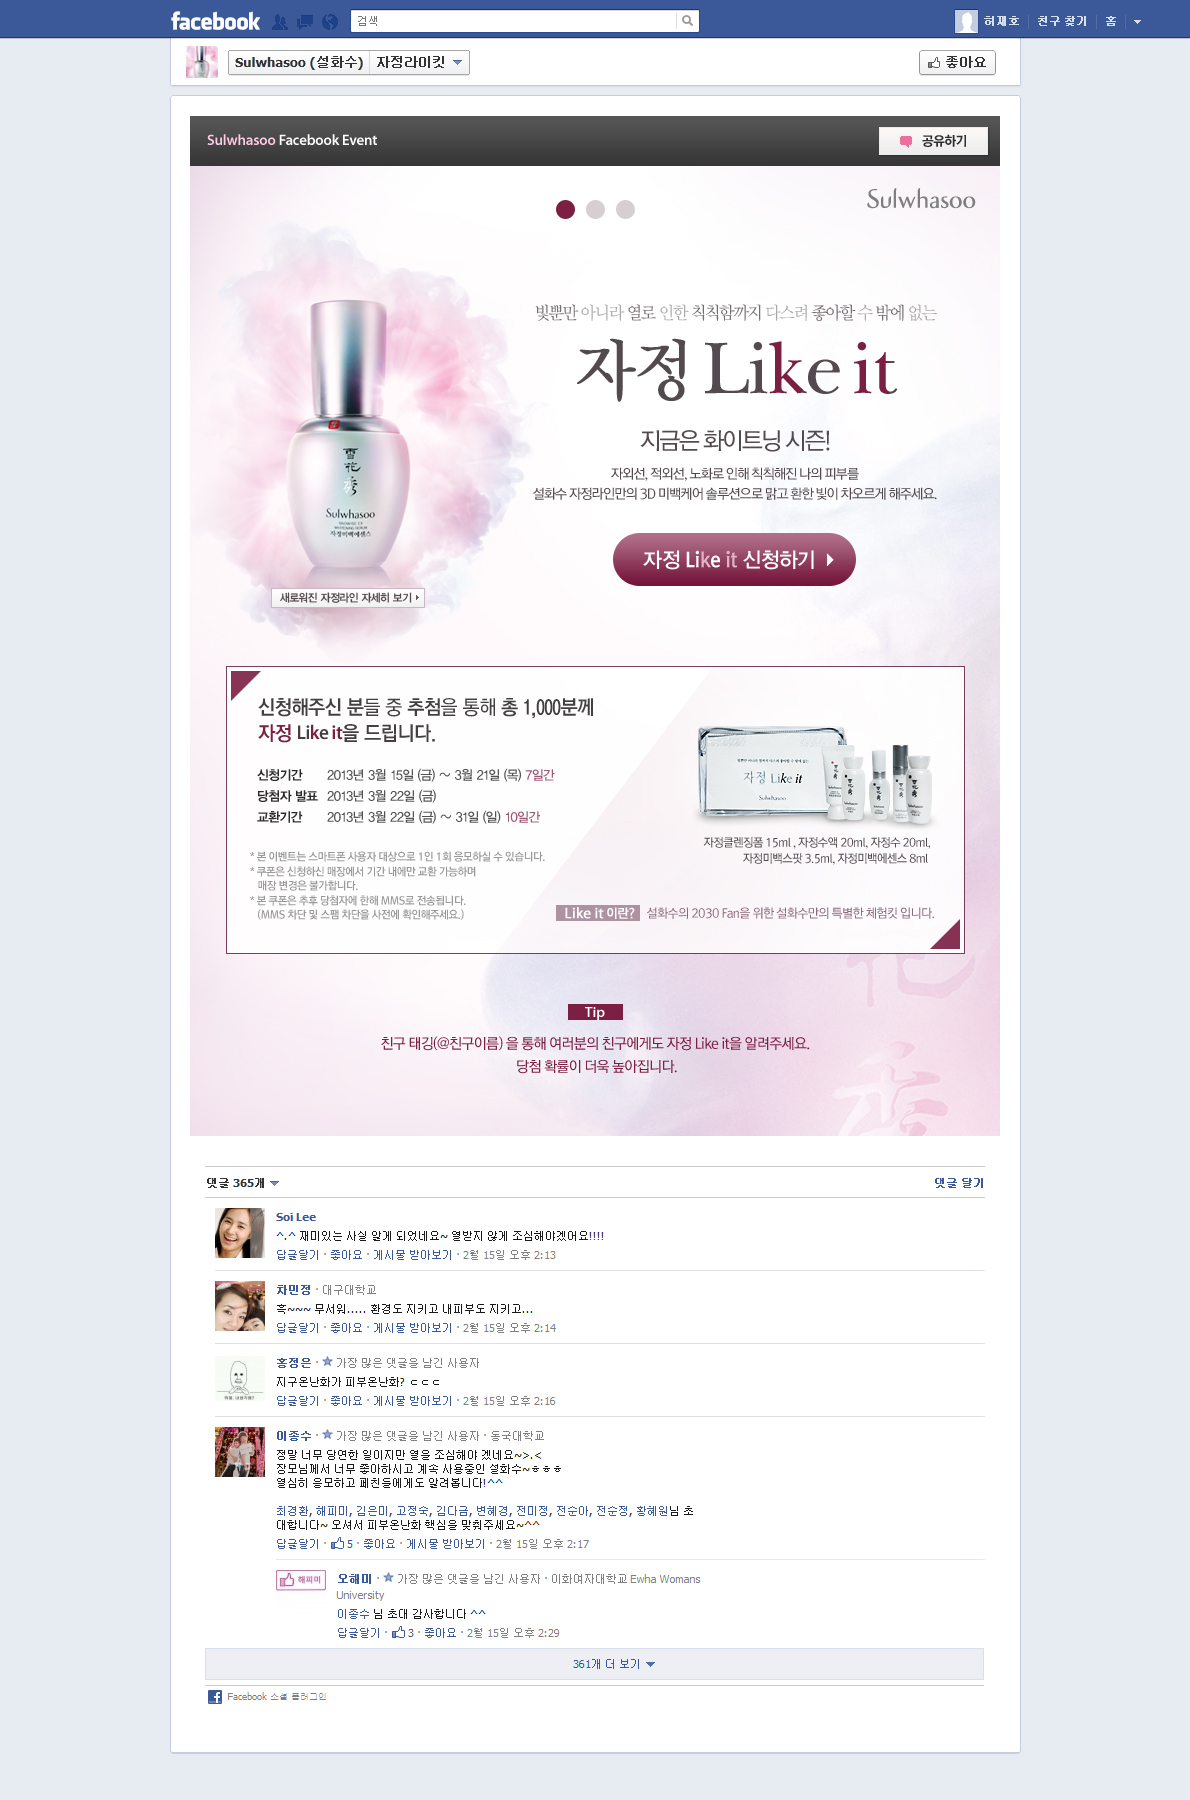 facebook
검색
허재호
친구 찾기
홈
Sulwhasoo (설화수)
자정라이킷
좋아요
Sulwhasoo Facebook Event
공유하기
Sulwhasoo
빛뿐만 아니라 열로 인한 칙칙함까지 다스려 좋아할 수 밖에 없는
자정 Like it
지금은 화이트닝 시즌!
자외선, 적외선, 노화로 인해 칙칙해진 나의 피부를
설화수 자정라인만의 3D 미백케어 솔루션으로 맑고 환한 빛이 차오르게 해주세요.
자정 Like it 신청하기
雪花秀
Sulwhasoo
자정미백에센스
새로워진 자정라인 자세히 보기
신청해주신 분들 중 추첨을 통해 총 1,000분께
자정 Like it을 드립니다.
신청기간 2013년 3월 15일 (금) ~ 3월 21일 (목) 7일간
당첨자 발표 2013년 3월 22일 (금)
교환기간 2013년 3월 22일 (금) ~ 31일 (일) 10일간
* 본 이벤트는 스마트폰 사용자 대상으로 1인 1회 응모하실 수 있습니다.
* 쿠폰은 신청하신 매장에서 기간 내에만 교환 가능하며
매장 변경은 불가합니다.
* 본 쿠폰은 추후 당첨자에 한해 MMS로 전송됩니다.
(MMS 차단 및 스팸 차단을 사전에 확인해주세요.)
자정 Like it
Sulwhasoo
자정클렌징폼 15ml , 자정수액 20ml, 자정수 20ml,
자정미백스팟 3.5ml, 자정미백에센스 8ml
Like it 이란? 설화수의 2030 Fan을 위한 설화수만의 특별한 체험킷 입니다.
Tip
친구 태깅(@친구이름) 을 통해 여러분의 친구에게도 자정 Like it을 알려주세요.
당첨 확률이 더욱 높아집니다.
댓글 365개
댓글 달기
Soi Lee
^.^ 재미있는 사실 알게 되었네요~ 열받지 않게 조심해야겠어요!!!!
답글달기 · 좋아요 · 게시물 받아보기 · 2월 15일 오후 2:13
차민정 · 대구대학교
흑~~~ 무서워..... 환경도 지키고 내피부도 지키고...
답글달기 · 좋아요 · 게시물 받아보기 · 2월 15일 오후 2:14
홍정은 · 가장 많은 댓글을 남긴 사용자
지구온난화가 피부온난화? ㄷㄷㄷ
답글달기 · 좋아요 · 게시물 받아보기 · 2월 15일 오후 2:16
이종수 · 가장 많은 댓글을 남긴 사용자 · 동국대학교
정말 너무 당연한 일이지만 열을 조심해야 겠네요~>.<
장모님께서 너무 좋아하시고 계속 사용중인 설화수~ㅎㅎㅎ
열심히 응모하고 페친들에게도 알려봅니다!^^
최경환, 해피미, 김은미, 고정숙, 김다금, 변혜경, 전미정, 전순아, 전순정, 황혜원님 초
대합니다~ 오셔서 피부온난화 핵심을 맞춰주세요~^^
답글달기 · 5 · 좋아요 · 게시물 받아보기 · 2월 15일 오후 2:17
해피미
오혜미 · 가장 많은 댓글을 남긴 사용자 · 이화여자대학교 Ewha Womans
University
이종수 님 초대 감사합니다 ^^
답글달기 · 3 · 좋아요 · 2월 15일 오후 2:29
361개 더 보기
Facebook 소셜 플러그인